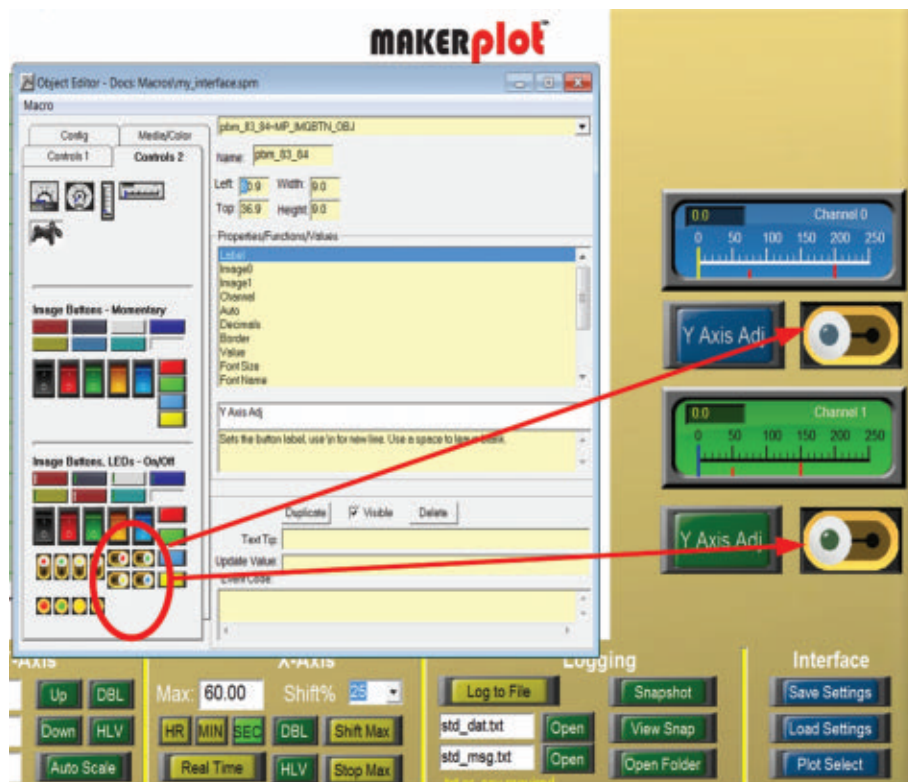 MAKERplot
Object Editor - Docs: Macros\my_interface.spm
Macro
Config
Media/Color
Controls 1
Controls 2
pbm_83_84=MP_IMGBTN_OBJ
Name: pbm_83_84
Left: 0.9 Width: 9.0
Top: 36.9 Height: 9.0
Properties/Functions/Values
Label
Image0
Image1
Channel
Auto
Decimals
Border
Value
Font Size
Font Name
Y Axis Adj
Sets the button label, use \n for new line. Use a space to leave blank.
Duplicate
Visible
Delete
Text Tip:
Update Value:
Event Code:
Image Buttons - Momentary
Image Buttons, LEDs - On/Off
0.0 Channel 0
0 50 100 150 200 250
Y Axis Adj
0.0 Channel 1
0 50 100 150 200 250
Y Axis Adj
-Axis
Up DBL
Down HLV
Auto Scale
X-Axis
Max: 60.00 Shift% 25
HR MIN SEC DBL Shift Max
Real Time HLV Stop Max
Logging
Log to File Snapshot
std_dat.txt Open View Snap
std_msg.txt Open Open Folder
Interface
Save Settings
Load Settings
Plot Select